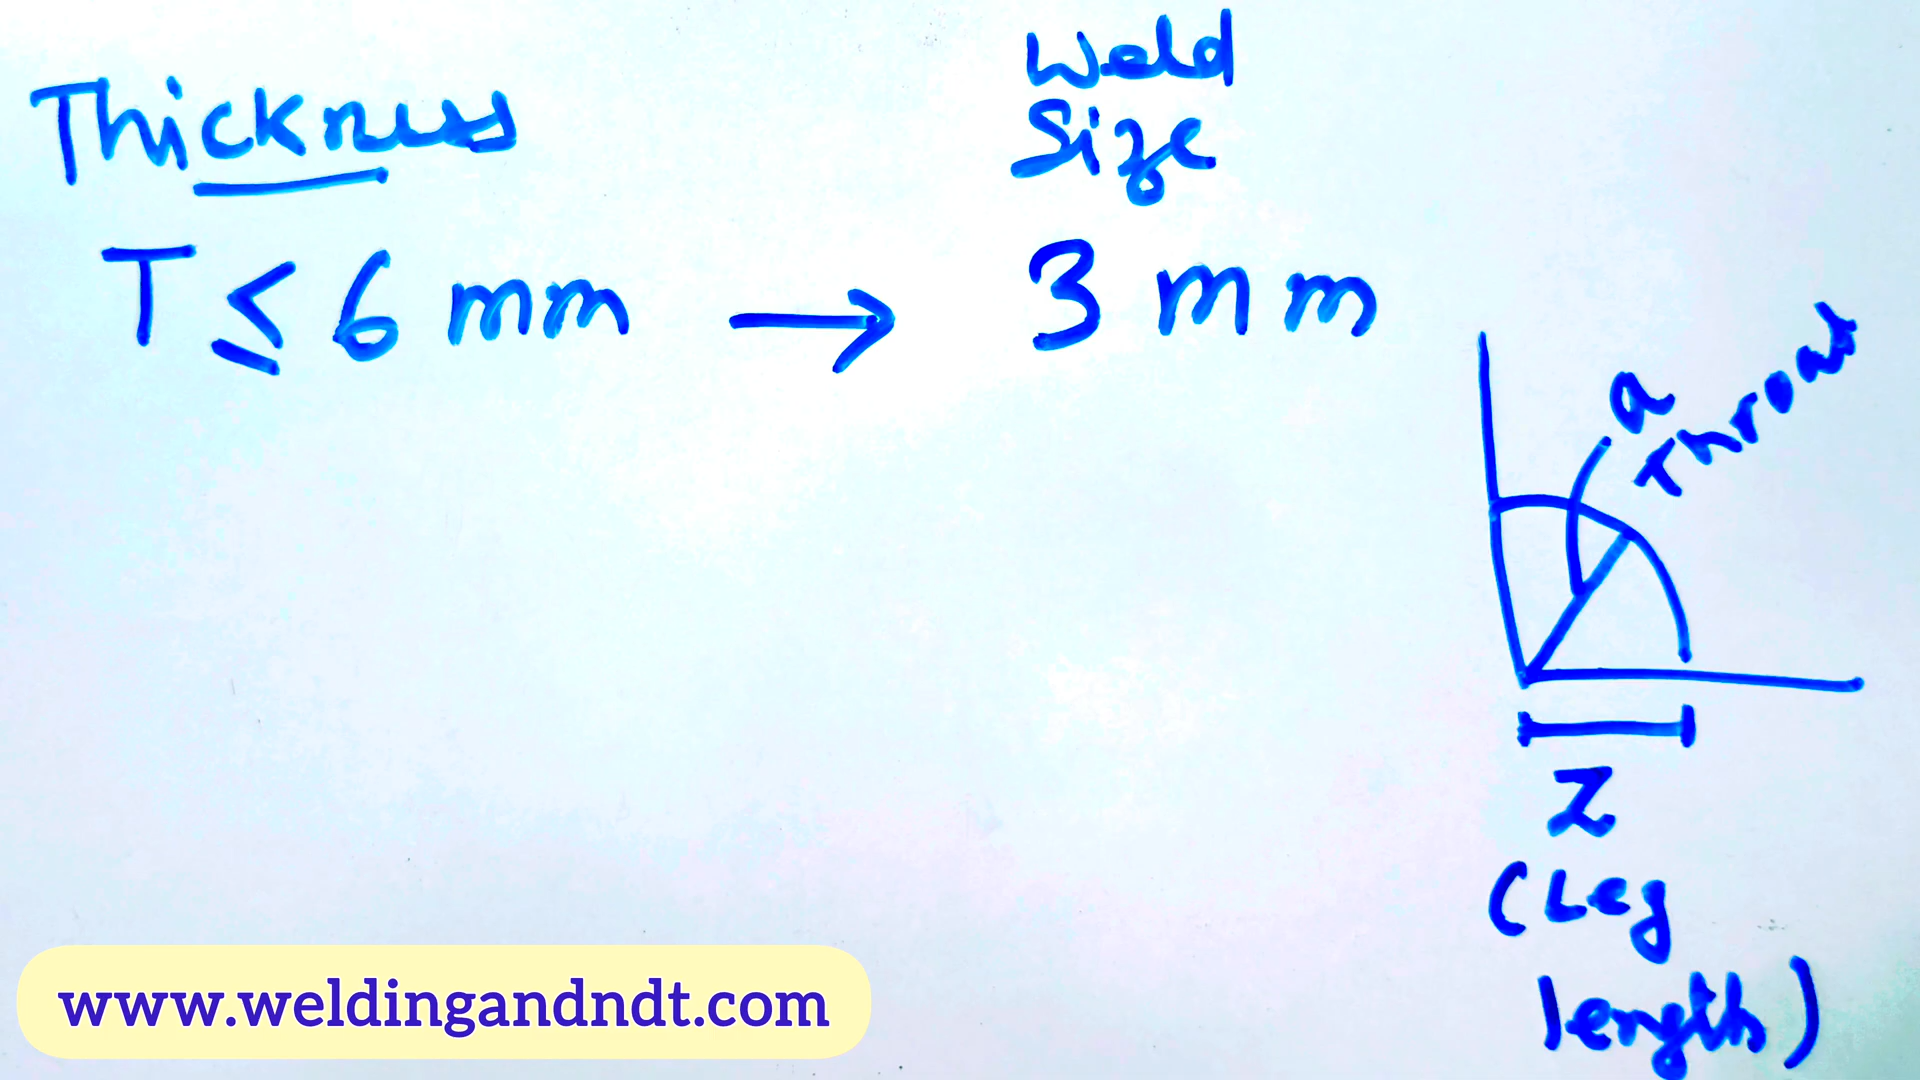 Thickness
Weld
Size
T ≤ 6 mm → 3 mm
a
Throat
Z
(Leg
length)
www.weldingandndt.com